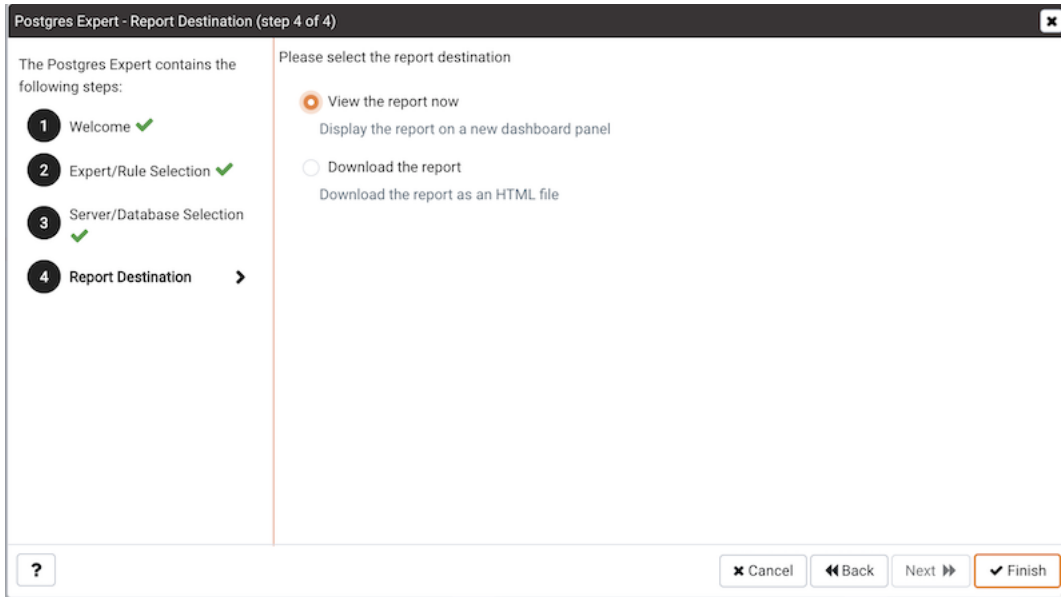 Postgres Expert - Report Destination (step 4 of 4)
The Postgres Expert contains the
following steps:
1 Welcome
2 Expert/Rule Selection
3 Server/Database Selection
4 Report Destination
Please select the report destination
View the report now
Display the report on a new dashboard panel
Download the report
Download the report as an HTML file
? Cancel Back Next Finish